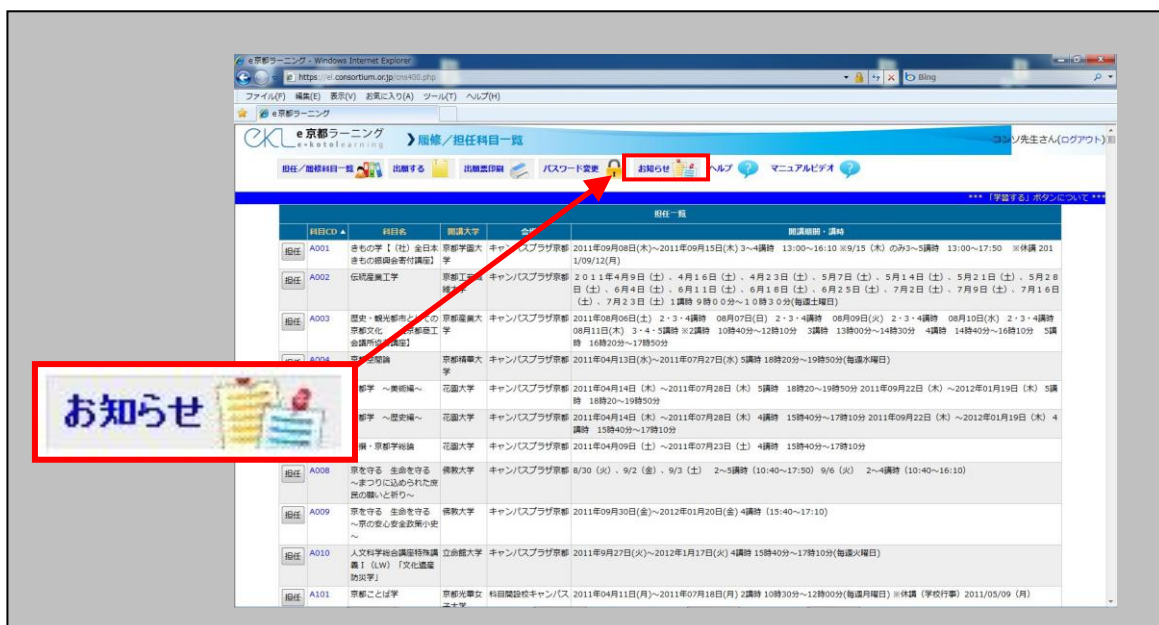 e京都ラーニング - Windows Internet Explorer
https://el.consortium.or.jp/cns400.php
Bing
ファイル(F) 編集(E) 表示(V) お気に入り(A) ツール(T) ヘルプ(H)
e京都ラーニング
e京都ラーニング
e-kotolearning
履修/担任科目一覧
コンソ先生さん(ログアウト)
担任/履修科目一覧 出願する 出願票印刷 パスワード変更 お知らせ ヘルプ マニュアルビデオ
*** 「学習する」ボタンについて ***
担任一覧
科目CD▲ 科目名 開講大学 会場 開講期間・講時
担任 A001 きもの学【(社)全日本きもの振興会寄付講座】 京都学園大学 キャンパスプラザ京都 2011年09月08日(木)~2011年09月15日(木) 3~4講時 13:00~16:10 ※9/15(木)のみ3~5講時 13:00~17:50 ※休講 2011/09/12(月)
担任 A002 伝統産業工学 京都工芸繊維大学 キャンパスプラザ京都 2011年4月9日(土)、4月16日(土)、4月23日(土)、5月7日(土)、5月14日(土)、5月21日(土)、5月28日(土)、6月4日(土)、6月11日(土)、6月18日(土)、6月25日(土)、7月2日(土)、7月9日(土)、7月16日(土)、7月23日(土)1講時 9時00分~10時30分(毎週土曜日)
担任 A003 歴史・観光都市としての京都文化 京都商工会議所協力講座】 京都産業大学 キャンパスプラザ京都 2011年08月06日(土) 2・3・4講時 08月07日(日) 2・3・4講時 08月09日(火) 2・3・4講時 08月10日(水) 2・3・4講時 08月11日(木) 3・4・5講時 ※2講時 10時40分~12時10分 3講時 13時00分~14時30分 4講時 14時40分~16時10分 5講時 16時20分~17時50分
担任 A004 京都空間論 京都精華大学 キャンパスプラザ京都 2011年04月13日(水)~2011年07月27日(水) 5講時 18時20分~19時50分(毎週水曜日)
都学 ~美術編~ 花園大学 キャンパスプラザ京都 2011年04月14日(木)~2011年07月28日(木) 5講時 18時20~19時50分 2011年09月22日(木)~2012年01月19日(木) 5講時 18時20~19時50分
都学 ~歴史編~ 花園大学 キャンパスプラザ京都 2011年04月14日(木)~2011年07月28日(木) 4講時 15時40分~17時10分 2011年09月22日(木)~2012年01月19日(木) 4講時 15時40分~17時10分
禅・京都学総論 花園大学 キャンパスプラザ京都 2011年04月09日(土)~2011年07月23日(土) 4講時 15時40分~17時10分
担任 A008 京を守る 生命を守る ~まつりに込められた庶民の願いと祈り~ 佛教大学 キャンパスプラザ京都 8/30(火)、9/2(金)、9/3(土) 2~5講時(10:40~17:50) 9/6(火) 2~4講時(10:40~16:10)
担任 A009 京を守る 生命を守る ~京の安心安全政策小史~ 佛教大学 キャンパスプラザ京都 2011年09月30日(金)~2012年01月20日(金) 4講時(15:40~17:10)
担任 A010 人文科学総合講座特殊講義Ⅰ(LW)「文化遺産防災学」 立命館大学 キャンパスプラザ京都 2011年9月27日(火)~2012年1月17日(火) 4講時 15時40分~17時10分(毎週火曜日)
担任 A101 京都ことば学 京都光華女子大学 科目開設校キャンパス 2011年04月11日(月)~2011年07月18日(月) 2講時 10時30分~12時00分(毎週月曜日) ※休講(学校行事)2011/05/09(月)
お知らせ